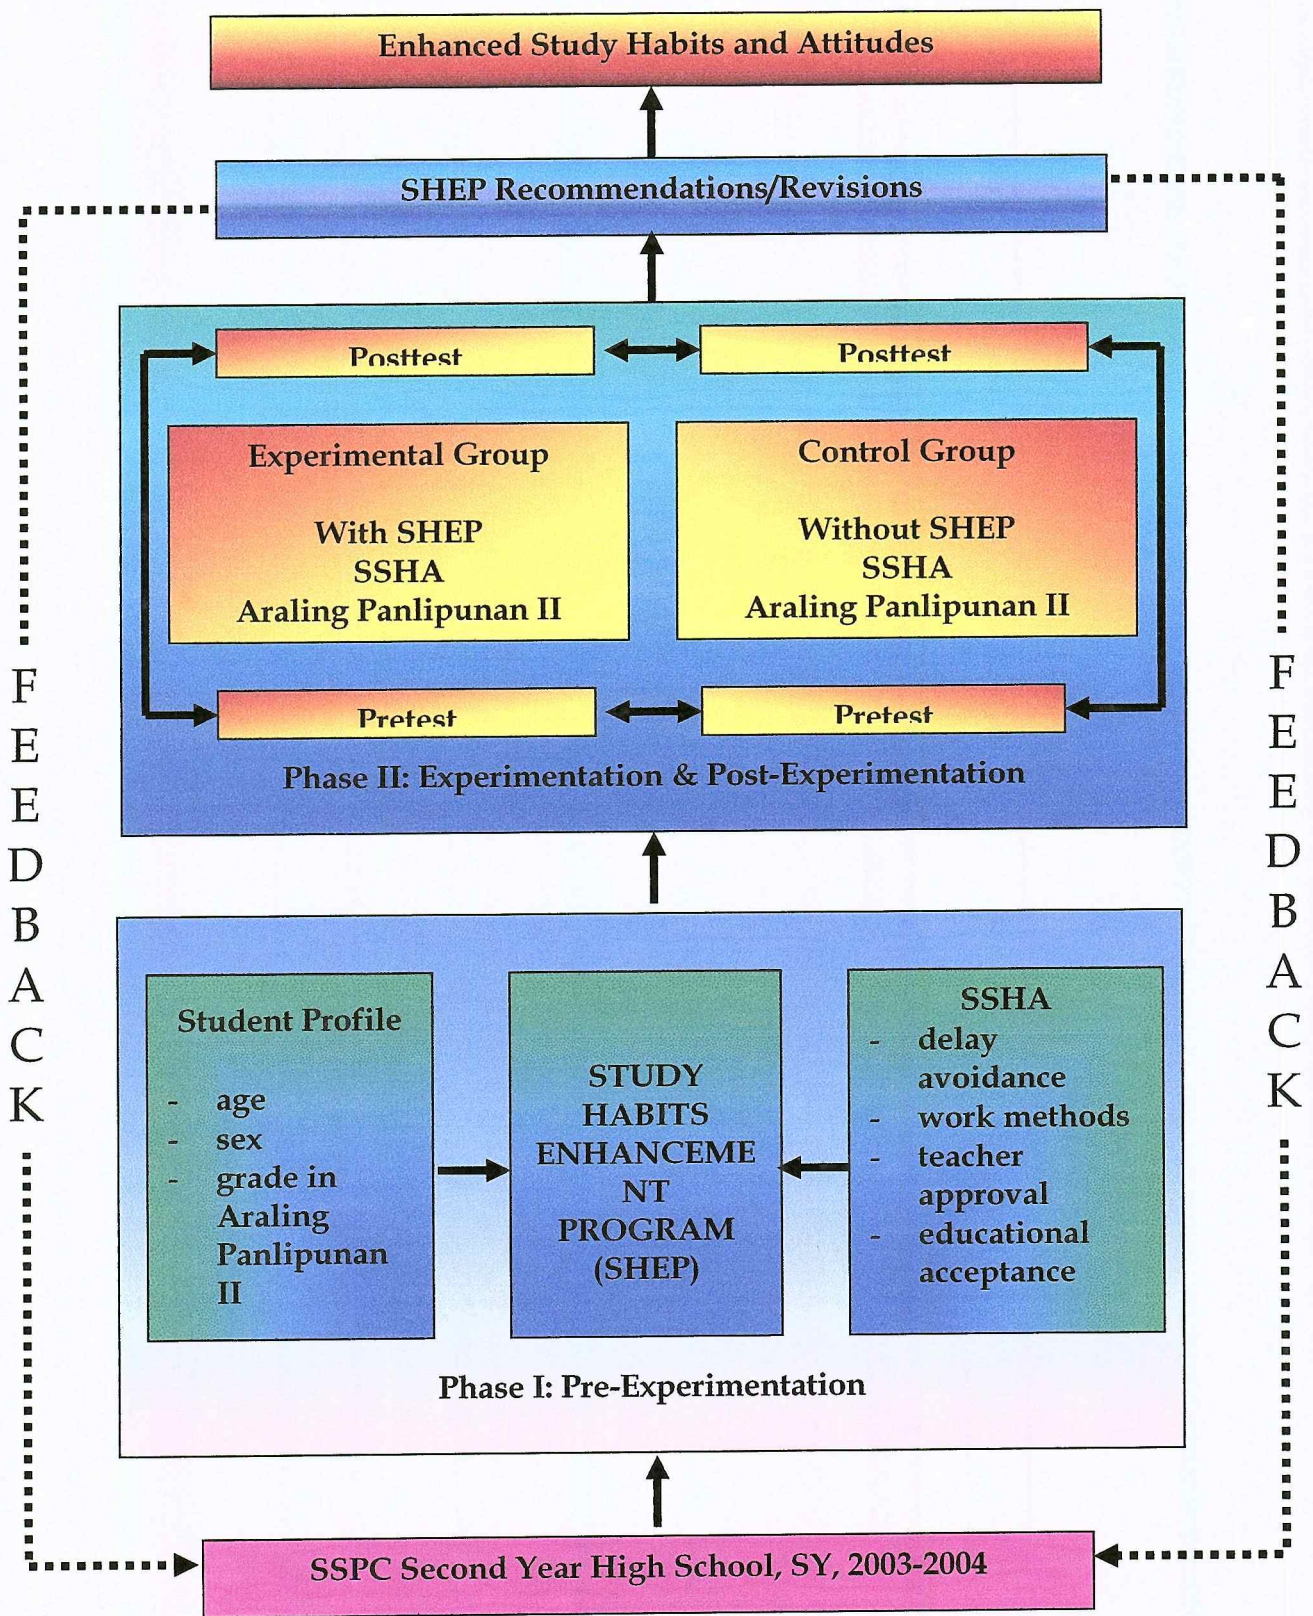 Enhanced Study Habits and Attitudes
SHEP Recommendations/Revisions
Posttest
Posttest
Experimental Group
With SHEP
SSHA
Araling Panlipunan II
Control Group
Without SHEP
SSHA
Araling Panlipunan II
Pretest
Pretest
Phase II: Experimentation & Post-Experimentation
F
E
E
D
B
A
C
K
F
E
E
D
B
A
C
K
Student Profile
- age
- sex
- grade in
Araling
Panlipunan
II
STUDY
HABITS
ENHANCEME
NT
PROGRAM
(SHEP)
SSHA
- delay
avoidance
- work methods
- teacher
approval
- educational
acceptance
Phase I: Pre-Experimentation
SSPC Second Year High School, SY, 2003-2004